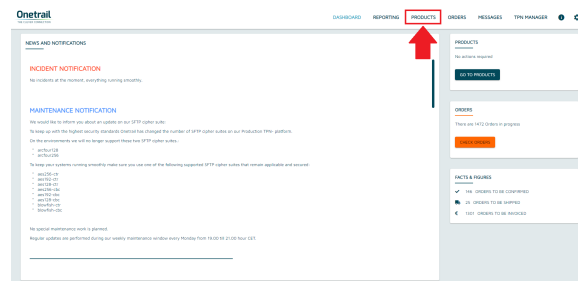 Onetrail
DASHBOARD REPORTING PRODUCTS ORDERS MESSAGES TPN MANAGER
NEWS AND NOTIFICATIONS
INCIDENT NOTIFICATION
No incidents at the moment, everything running smoothly.
MAINTENANCE NOTIFICATION
We would like to inform you about an update on our SFTP cipher suite:
To keep up with the highest security standards Onetrail has changed the number of SFTP cipher suites on our Production TPN- platform.
On the environments we will no longer support these two SFTP cipher suites:
* arcfour128
* arcfour256
To keep your systems running smoothly make sure you use one of the following supported SFTP cipher suites that remain applicable and secured:
* aes256-ctr
* aes192-ctr
* aes128-ctr
* aes256-cbc
* aes192-cbc
* aes128-cbc
* blowfish-ctr
* blowfish-cbc
No special maintenance work is planned.
Regular updates are performed during our weekly maintenance window every Monday from 19:00 till 21:00 hour CET.
PRODUCTS
No actions required
GO TO PRODUCTS
ORDERS
There are 1472 Orders in progress
CHECK ORDERS
FACTS & FIGURES
146 ORDERS TO BE CONFIRMED
25 ORDERS TO BE SHIPPED
€ 1301 ORDERS TO BE INVOICED